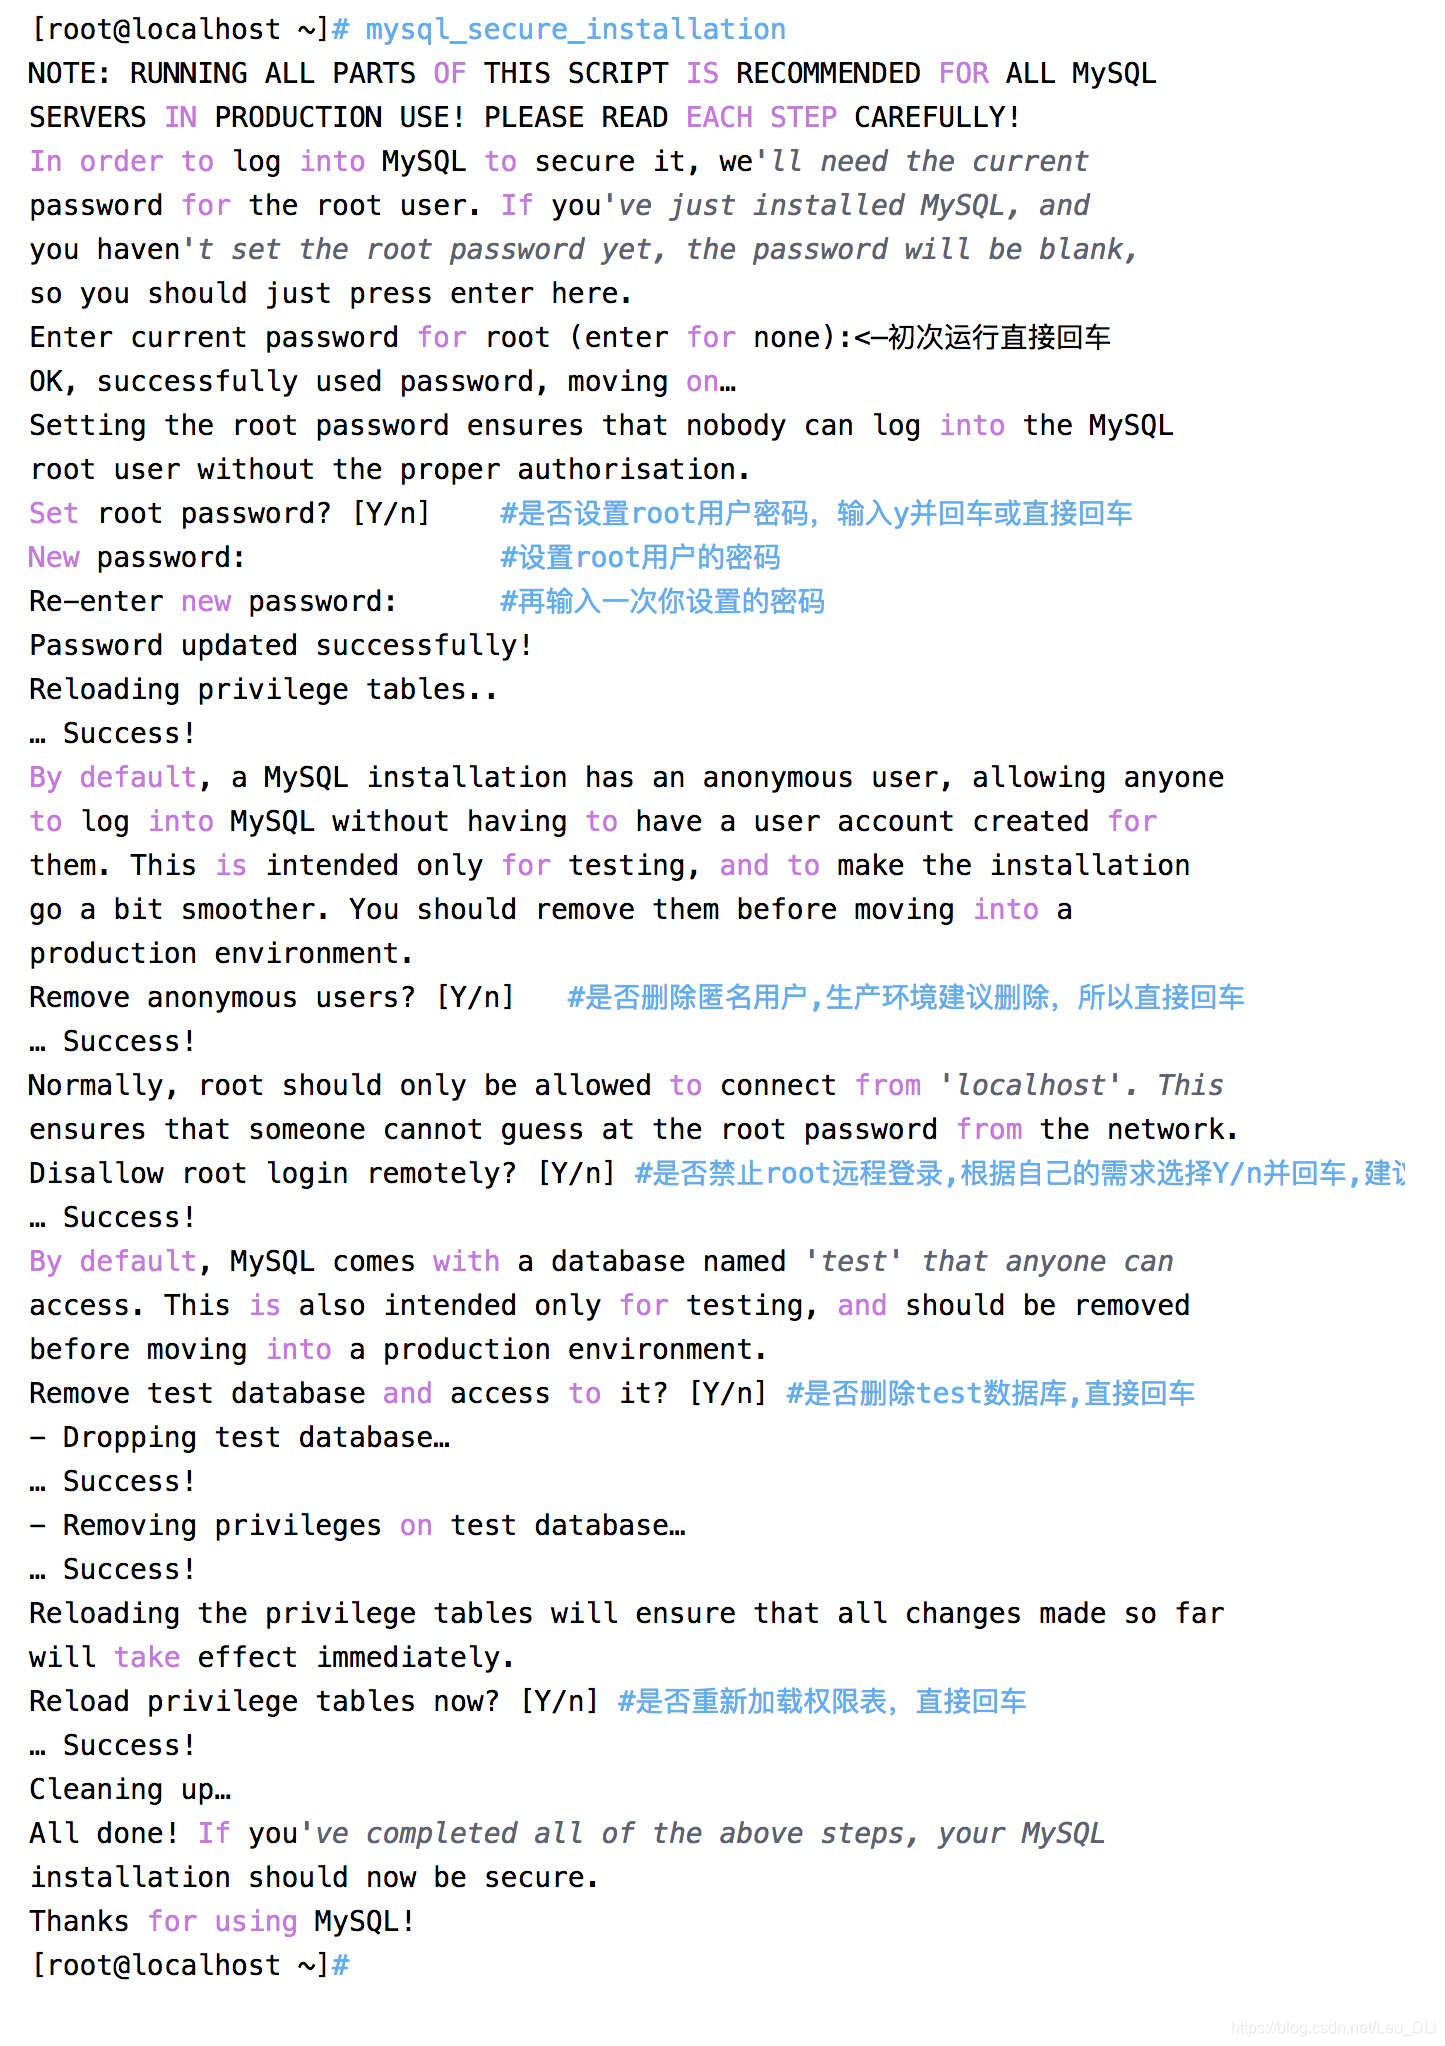 [root@localhost ~]# mysql_secure_installation
NOTE: RUNNING ALL PARTS OF THIS SCRIPT IS RECOMMENDED FOR ALL MySQL
SERVERS IN PRODUCTION USE! PLEASE READ EACH STEP CAREFULLY!
In order to log into MySQL to secure it, we'll need the current
password for the root user. If you've just installed MySQL, and
you haven't set the root password yet, the password will be blank,
so you should just press enter here.
Enter current password for root (enter for none):<–初次运行直接回车
OK, successfully used password, moving on…
Setting the root password ensures that nobody can log into the MySQL
root user without the proper authorisation.
Set root password? [Y/n]    #是否设置root用户密码，输入y并回车或直接回车
New password:               #设置root用户的密码
Re–enter new password:      #再输入一次你设置的密码
Password updated successfully!
Reloading privilege tables..
… Success!
By default, a MySQL installation has an anonymous user, allowing anyone
to log into MySQL without having to have a user account created for
them. This is intended only for testing, and to make the installation
go a bit smoother. You should remove them before moving into a
production environment.
Remove anonymous users? [Y/n]   #是否删除匿名用户,生产环境建议删除，所以直接回车
… Success!
Normally, root should only be allowed to connect from 'localhost'. This
ensures that someone cannot guess at the root password from the network.
Disallow root login remotely? [Y/n] #是否禁止root远程登录,根据自己的需求选择Y/n并回车,建
… Success!
By default, MySQL comes with a database named 'test' that anyone can
access. This is also intended only for testing, and should be removed
before moving into a production environment.
Remove test database and access to it? [Y/n] #是否删除test数据库,直接回车
– Dropping test database…
… Success!
– Removing privileges on test database…
… Success!
Reloading the privilege tables will ensure that all changes made so far
will take effect immediately.
Reload privilege tables now? [Y/n] #是否重新加载权限表，直接回车
… Success!
Cleaning up…
All done! If you've completed all of the above steps, your MySQL
installation should now be secure.
Thanks for using MySQL!
[root@localhost ~]#
https://blog.csdn.net/Leo_DLi